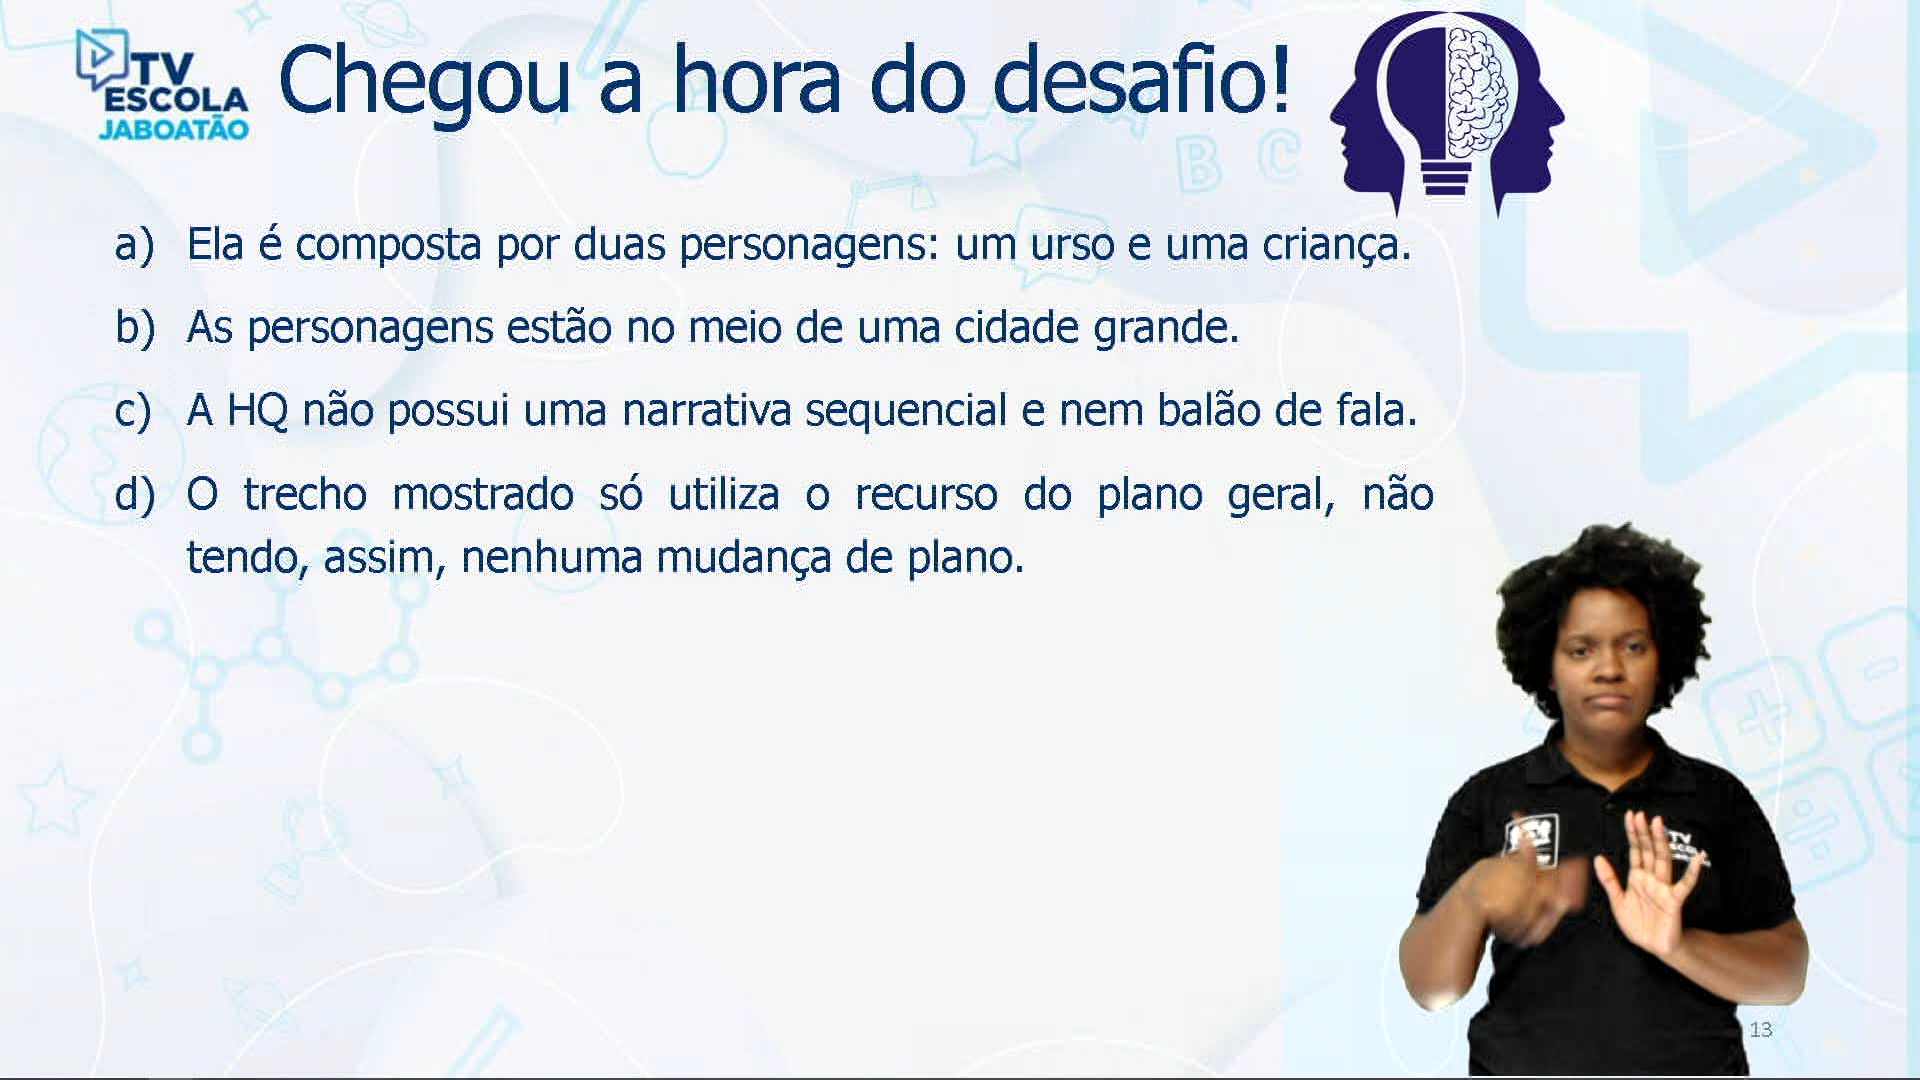 TV
ESCOLA
JABOATÃO
Chegou a hora do desafio!
B C
a) Ela é composta por duas personagens: um urso e uma criança.
b) As personagens estão no meio de uma cidade grande.
c) A HQ não possui uma narrativa sequencial e nem balão de fala.
d) O trecho mostrado só utiliza o recurso do plano geral, não
tendo, assim, nenhuma mudança de plano.
TV
13